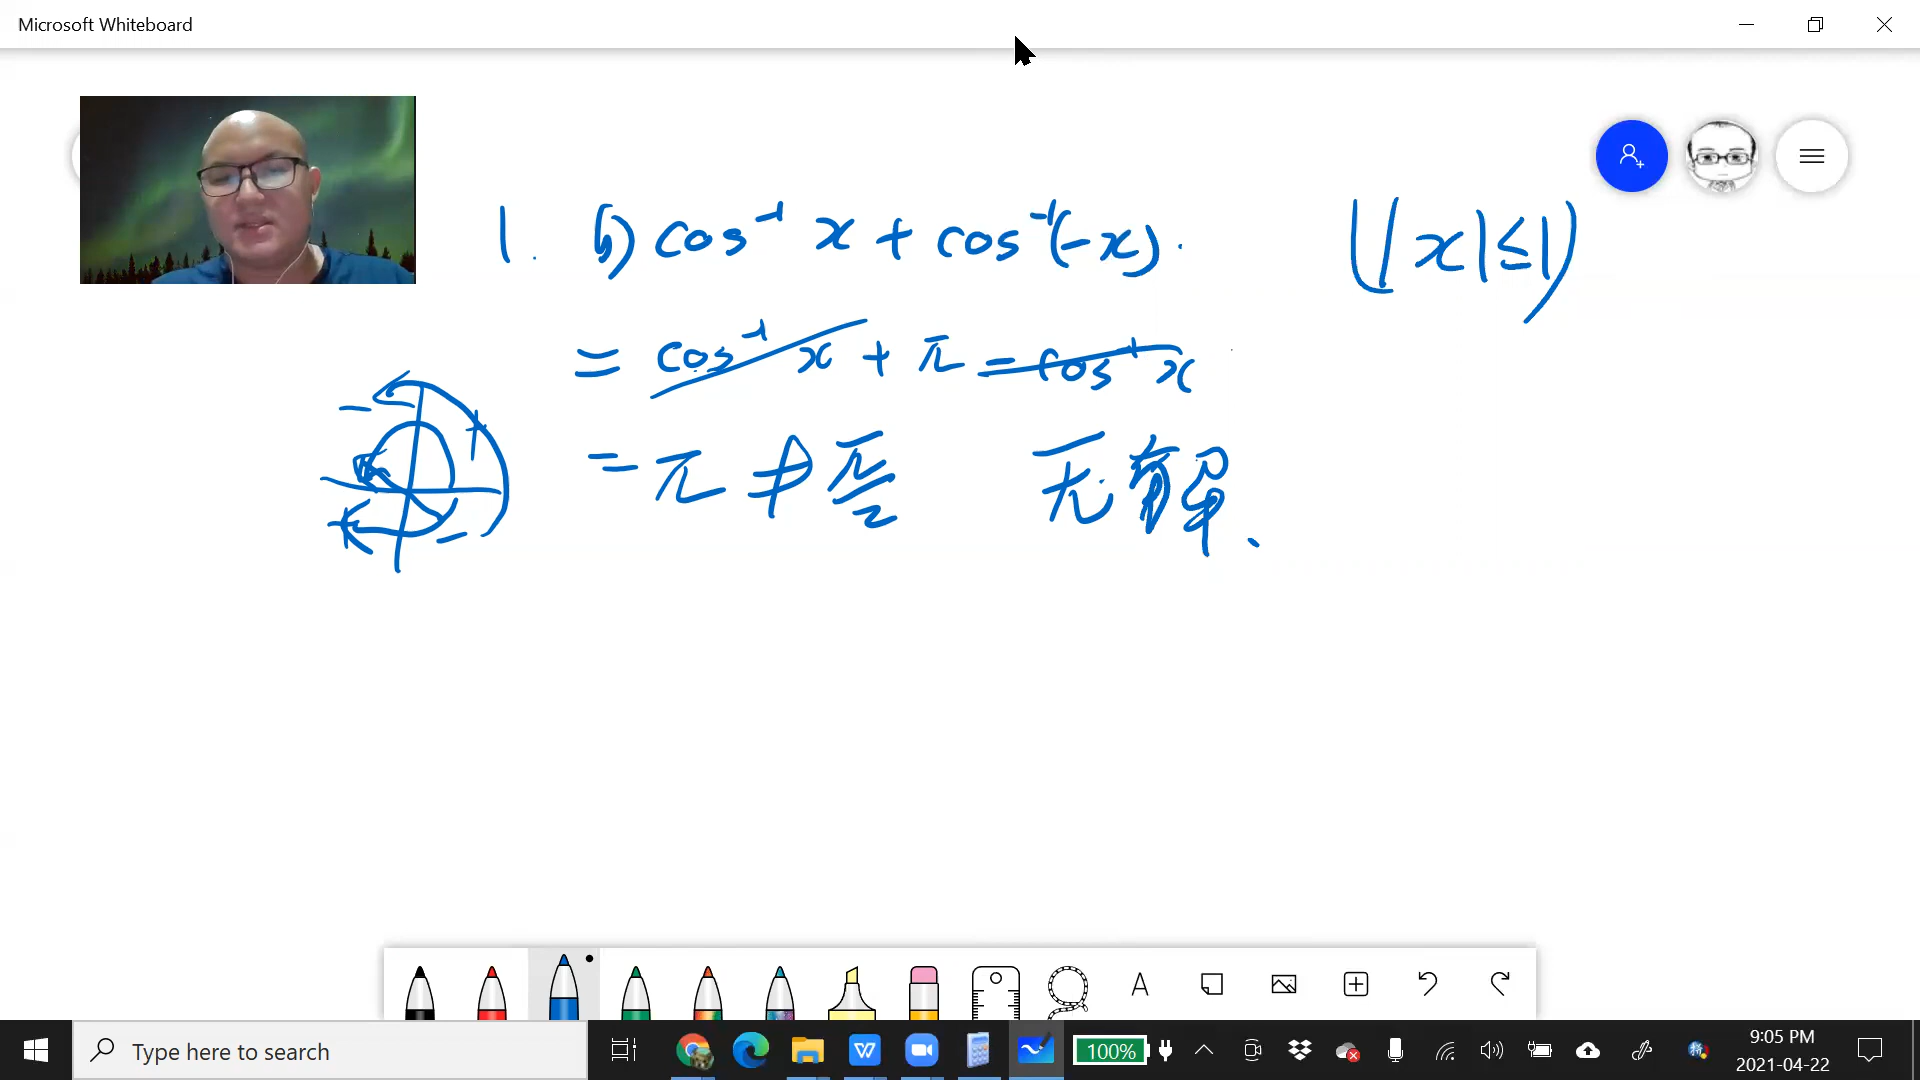 Microsoft Whiteboard
1. b) cos⁻¹ x + cos⁻¹(-x). (|x|≤1)
= cos⁻¹ x + π - cos⁻¹ x
= π ≠ π/2 无解.
A
Type here to search
100%
9:05 PM
2021-04-22